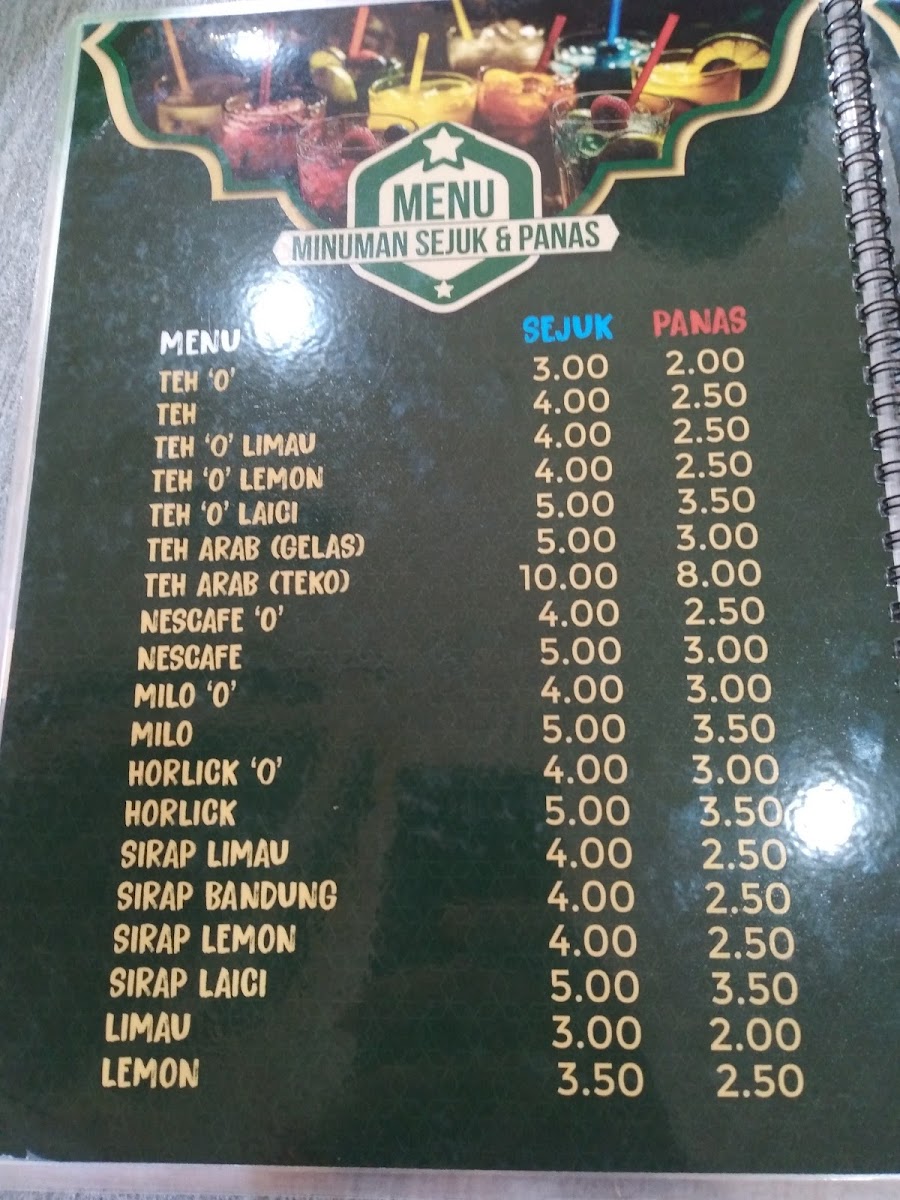 MENU
MINUMAN SEJUK & PANAS
MENU SEJUK PANAS
TEH 'O' 3.00 2.00
TEH 4.00 2.50
TEH 'O' LIMAU 4.00 2.50
TEH 'O' LEMON 4.00 2.50
TEH 'O' LAICI 5.00 3.50
TEH ARAB (GELAS) 5.00 3.00
TEH ARAB (TEKO) 10.00 8.00
NESCAFE 'O' 4.00 2.50
NESCAFE 5.00 3.00
MILO 'O' 4.00 3.00
MILO 5.00 3.50
HORLICK 'O' 4.00 3.00
HORLICK 5.00 3.50
SIRAP LIMAU 4.00 2.50
SIRAP BANDUNG 4.00 2.50
SIRAP LEMON 4.00 2.50
SIRAP LAICI 5.00 3.50
LIMAU 3.00 2.00
LEMON 3.50 2.50